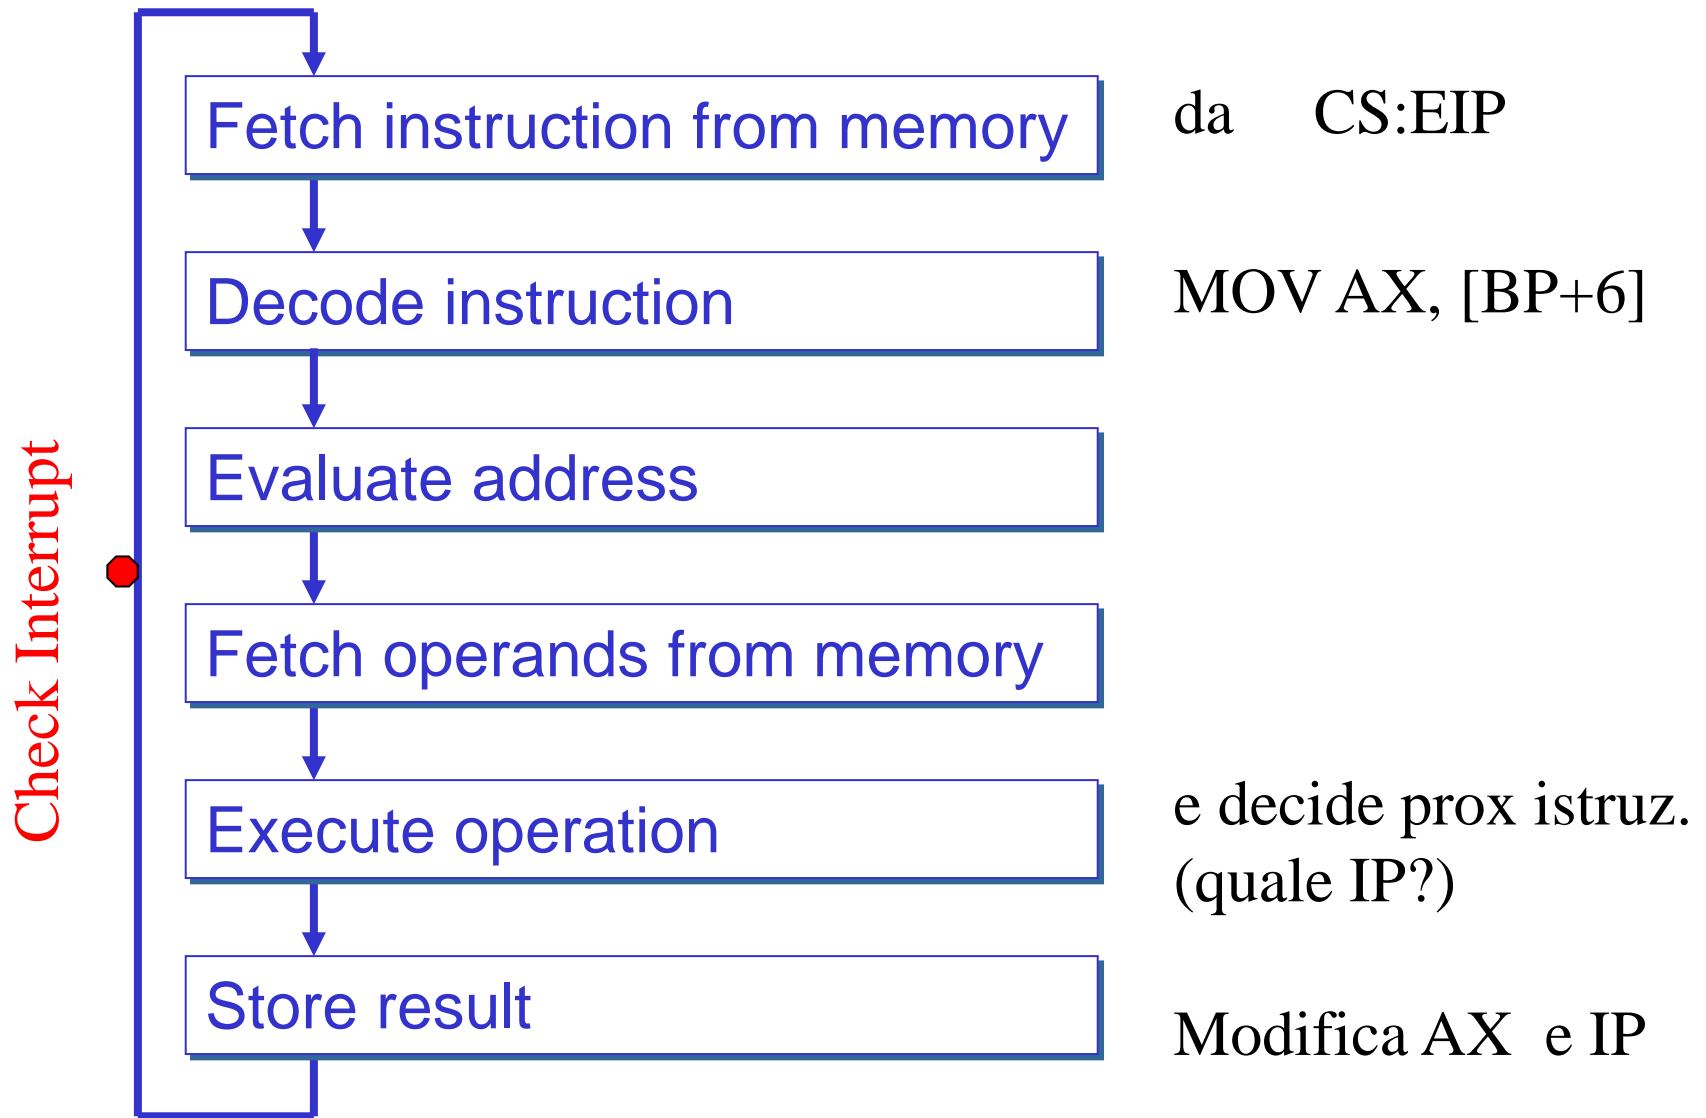 Fetch instruction from memory
da CS:EIP
Decode instruction
MOV AX, [BP+6]
Evaluate address
Check Interrupt
Fetch operands from memory
Execute operation
e decide prox istruz.
(quale IP?)
Store result
Modifica AX e IP